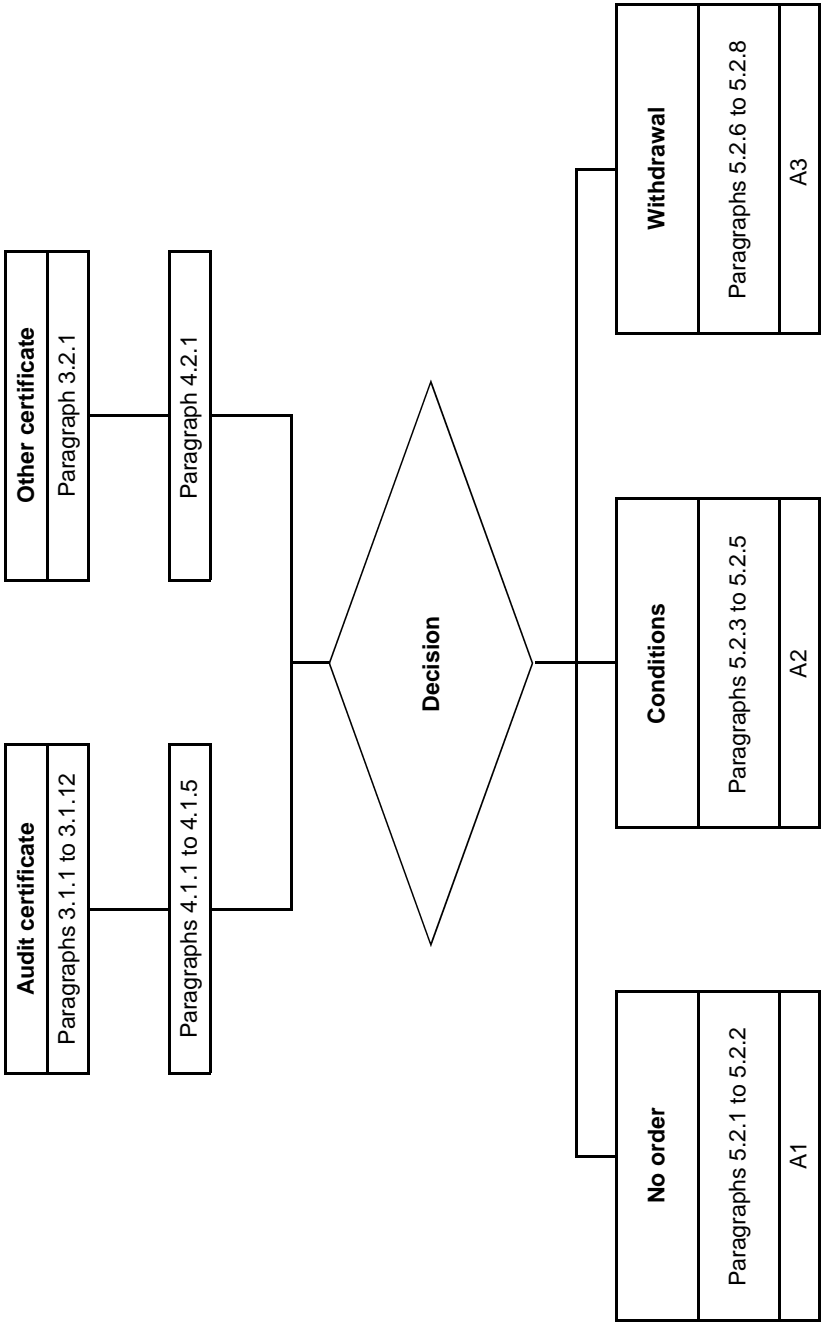 Audit certificate
Paragraphs 3.1.1 to 3.1.12
Paragraphs 4.1.1 to 4.1.5
Other certificate
Paragraph 3.2.1
Paragraph 4.2.1
Decision
No order
Paragraphs 5.2.1 to 5.2.2
A1
Conditions
Paragraphs 5.2.3 to 5.2.5
A2
Withdrawal
Paragraphs 5.2.6 to 5.2.8
A3